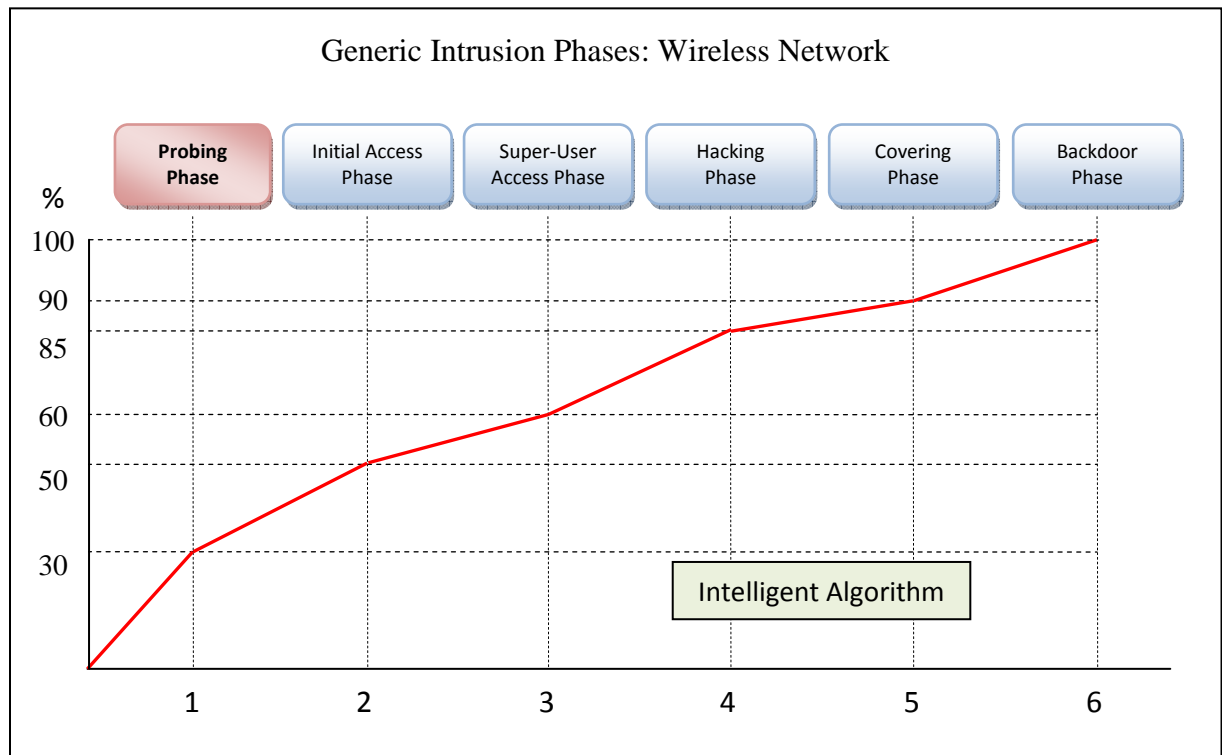 Generic Intrusion Phases: Wireless Network
Probing
Phase
Initial Access
Phase
Super-User
Access Phase
Hacking
Phase
Covering
Phase
Backdoor
Phase
%
100
90
85
60
50
30
Intelligent Algorithm
1
2
3
4
5
6